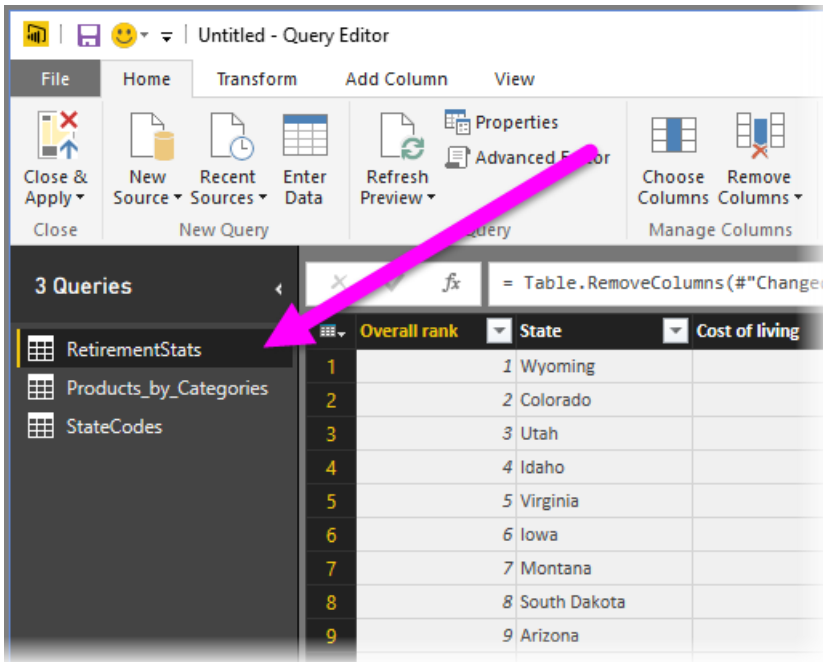 Untitled - Query Editor
File Home Transform Add Column View
Close & Apply
New Source
Recent Sources
Enter Data
Refresh Preview
Properties
Advanced Editor
Choose Columns
Remove Columns
Close New Query Query Manage Columns
3 Queries
fx = Table.RemoveColumns(#"Change
RetirementStats
Products_by_Categories
StateCodes
Overall rank State Cost of living
1 1 Wyoming
2 2 Colorado
3 3 Utah
4 4 Idaho
5 5 Virginia
6 6 Iowa
7 7 Montana
8 8 South Dakota
9 9 Arizona